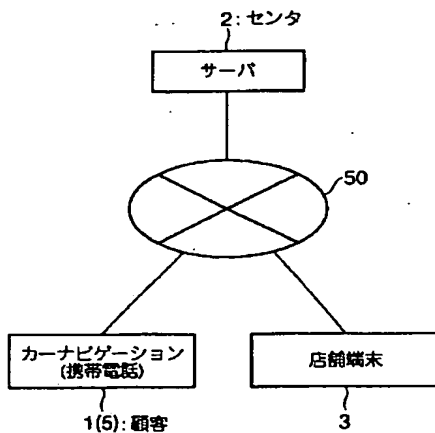 2:センタ
サーバ
50
カーナビゲーション
(携帯電話)
店舗端末
1(5):顧客
3